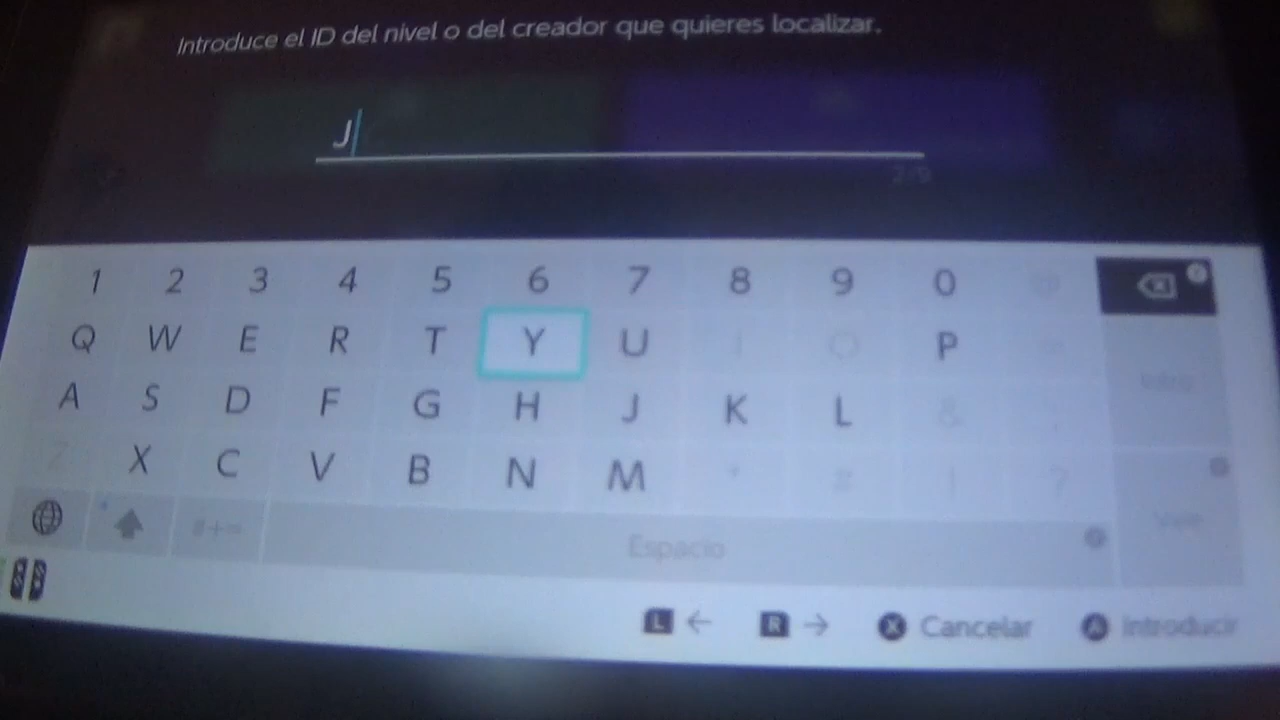 Introduce el ID del nivel o del creador que quieres localizar.
J
1 2 3 4 5 6 7 8 9 0
Q W E R T Y U I O P
A S D F G H J K L &
Z X C V B N M ! ?
#+=
Espacio
L ← R → X Cancelar A Introducir